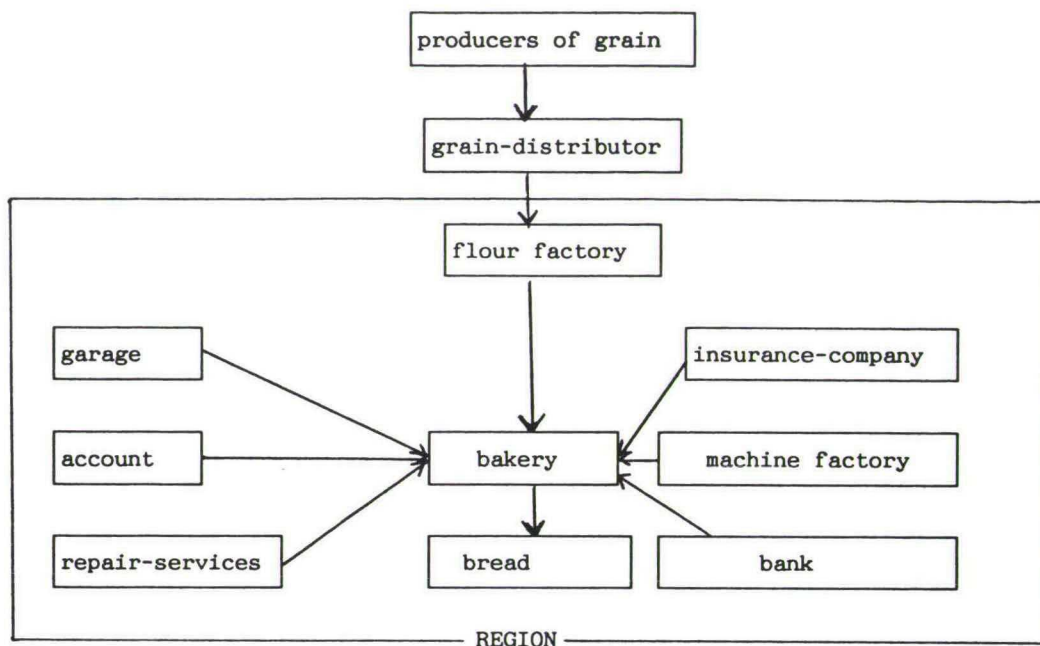 producers of grain
grain-distributor
flour factory
garage
insurance-company
account
bakery
machine factory
repair-services
bread
bank
REGION